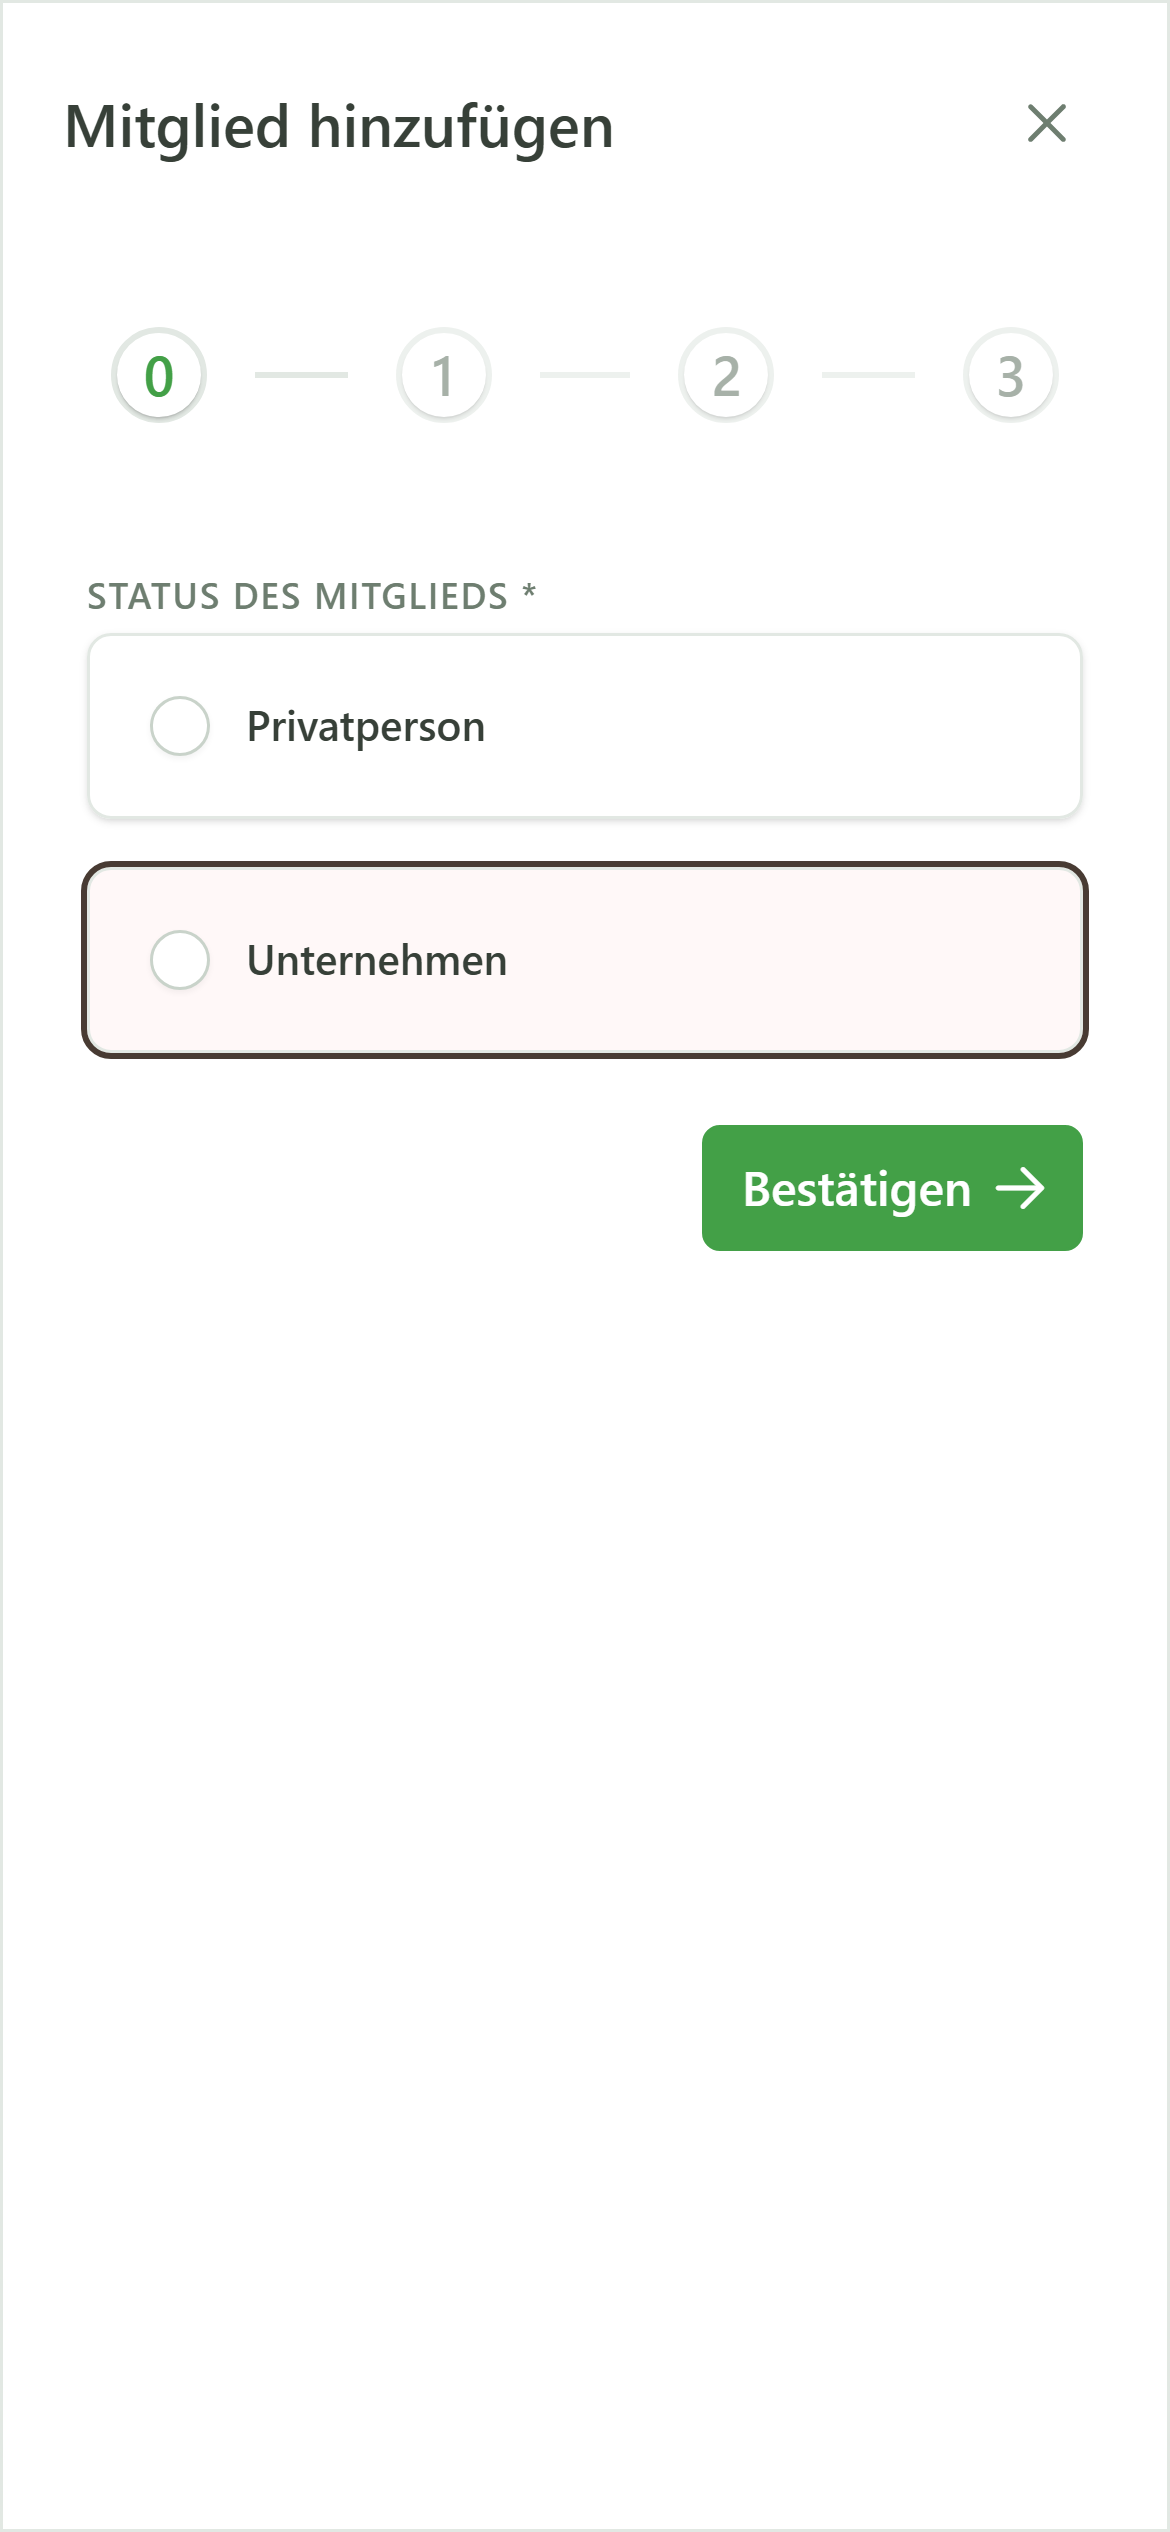 Mitglied hinzufügen
0 1 2 3
STATUS DES MITGLIEDS *
Privatperson
Unternehmen
Bestätigen